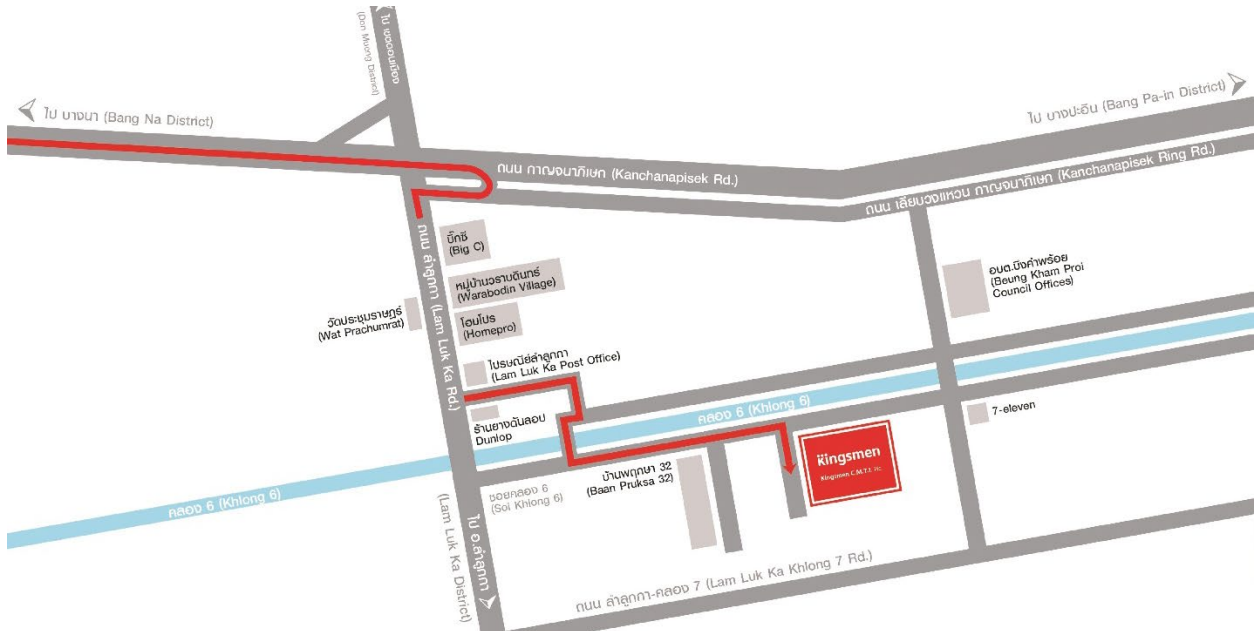 ไป เขตดอนเมือง
(Don Mueng District)
ไป บางนา (Bang Na District)
ไป บางปะอิน (Bang Pa-in District)
ถนน กาญจนาภิเษก (Kanchanapisek Rd.)
ถนน เลี่ยบวงแหวน กาญจนาภิเษก (Kanchanapisek Ring Rd.)
ถนน ลำลูกกา (Lam Luk Ka Rd.)
บิ๊กซี
(Big C)
หมู่บ้านวราบดินทร์
(Warabodin Village)
วัดประชุมราษฎร์
(Wat Prachumrat)
โฮมโปร
(Homepro)
อบต.บึงคำพร้อย
(Beung Kham Proi
Council Offices)
ไปรษณีย์ลำลูกกา
(Lam Luk Ka Post Office)
ร้านยางดันลอป
Dunlop
คลอง 6 (Khlong 6)
7-eleven
Kingsmen
Kingsmen C.M.T.I. Plc.
บ้านพฤกษา 32
(Baan Pruksa 32)
ซอยคลอง 6
(Soi Khlong 6)
คลอง 6 (Khlong 6)
ไป อ.ลำลูกกา
(Lam Luk Ka District)
ถนน ลำลูกกา-คลอง 7 (Lam Luk Ka Khlong 7 Rd.)